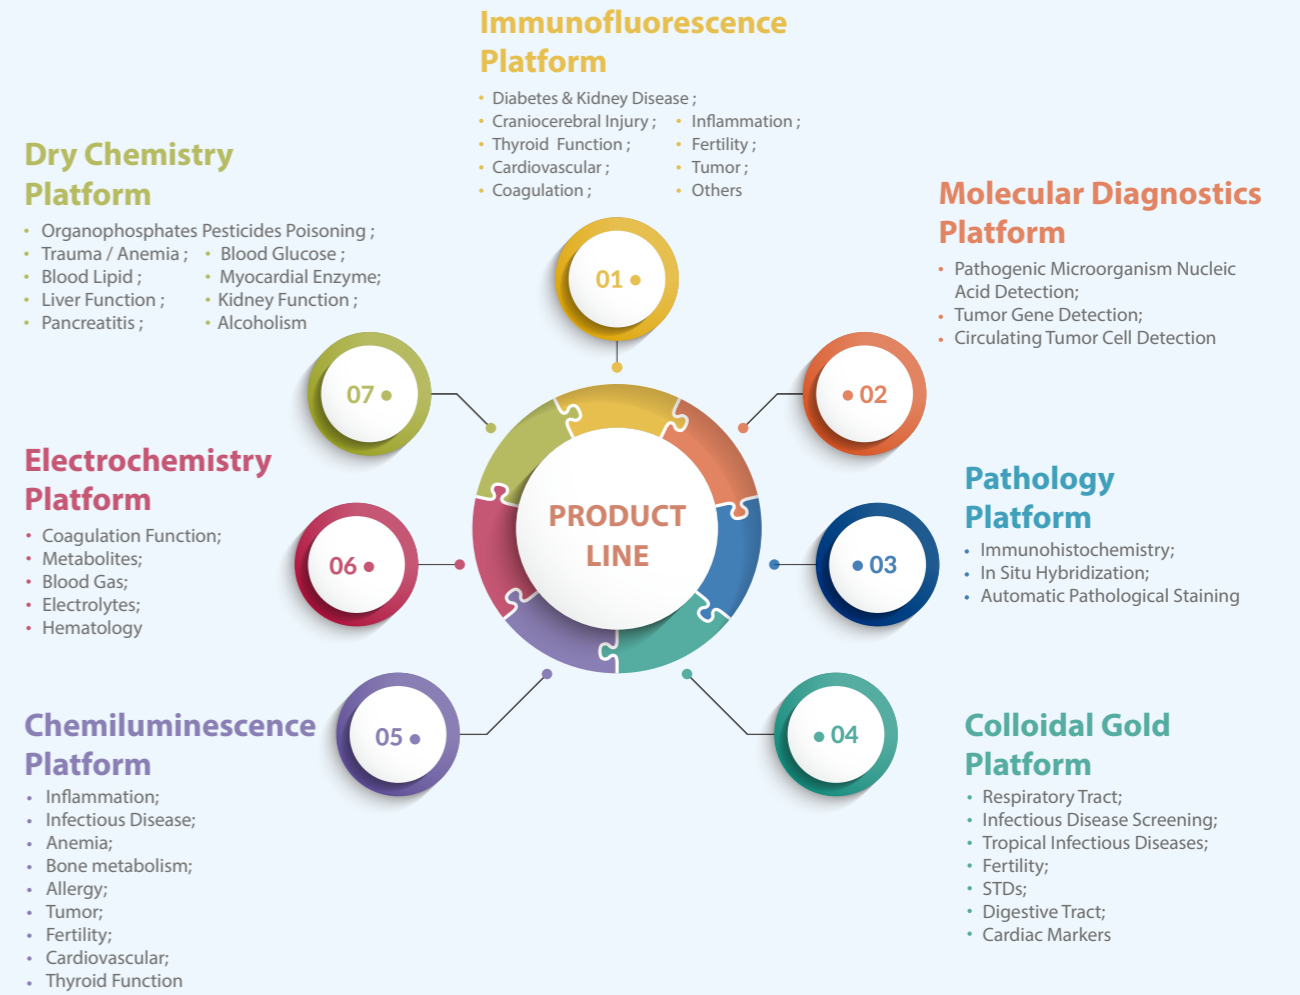 Immunofluorescence
Platform
• Diabetes & Kidney Disease ;
• Craniocerebral Injury ; • Inflammation ;
• Thyroid Function ; • Fertility ;
• Cardiovascular ; • Tumor ;
• Coagulation ; • Others
01
Molecular Diagnostics
Platform
• Pathogenic Microorganism Nucleic
Acid Detection;
• Tumor Gene Detection;
• Circulating Tumor Cell Detection
02
Pathology
Platform
• Immunohistochemistry;
• In Situ Hybridization;
• Automatic Pathological Staining
03
Colloidal Gold
Platform
• Respiratory Tract;
• Infectious Disease Screening;
• Tropical Infectious Diseases;
• Fertility;
• STDs;
• Digestive Tract;
• Cardiac Markers
04
Chemiluminescence
Platform
• Inflammation;
• Infectious Disease;
• Anemia;
• Bone metabolism;
• Allergy;
• Tumor;
• Fertility;
• Cardiovascular;
• Thyroid Function
05
Electrochemistry
Platform
• Coagulation Function;
• Metabolites;
• Blood Gas;
• Electrolytes;
• Hematology
06
Dry Chemistry
Platform
• Organophosphates Pesticides Poisoning ;
• Trauma / Anemia ; • Blood Glucose ;
• Blood Lipid ; • Myocardial Enzyme;
• Liver Function ; • Kidney Function ;
• Pancreatitis ; • Alcoholism
07
PRODUCT
LINE